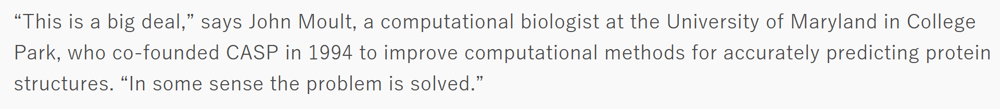 “This is a big deal,” says John Moult, a computational biologist at the University of Maryland in College
Park, who co-founded CASP in 1994 to improve computational methods for accurately predicting protein
structures. “In some sense the problem is solved.”